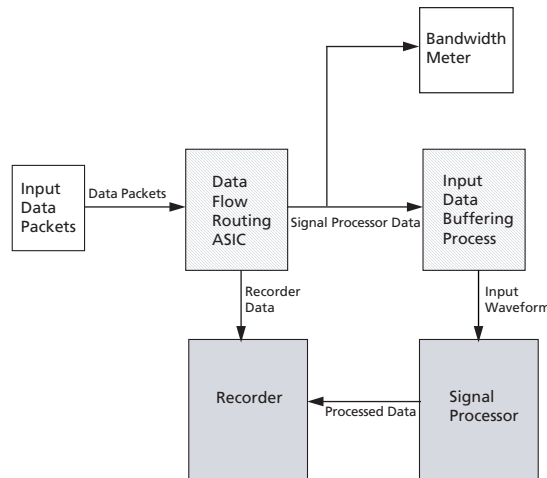 Bandwidth
Meter
Input
Data
Packets
Data Packets
Data
Flow
Routing
ASIC
Signal Processor Data
Input
Data
Buffering
Process
Recorder
Data
Input
Waveform
Recorder
Processed Data
Signal
Processor